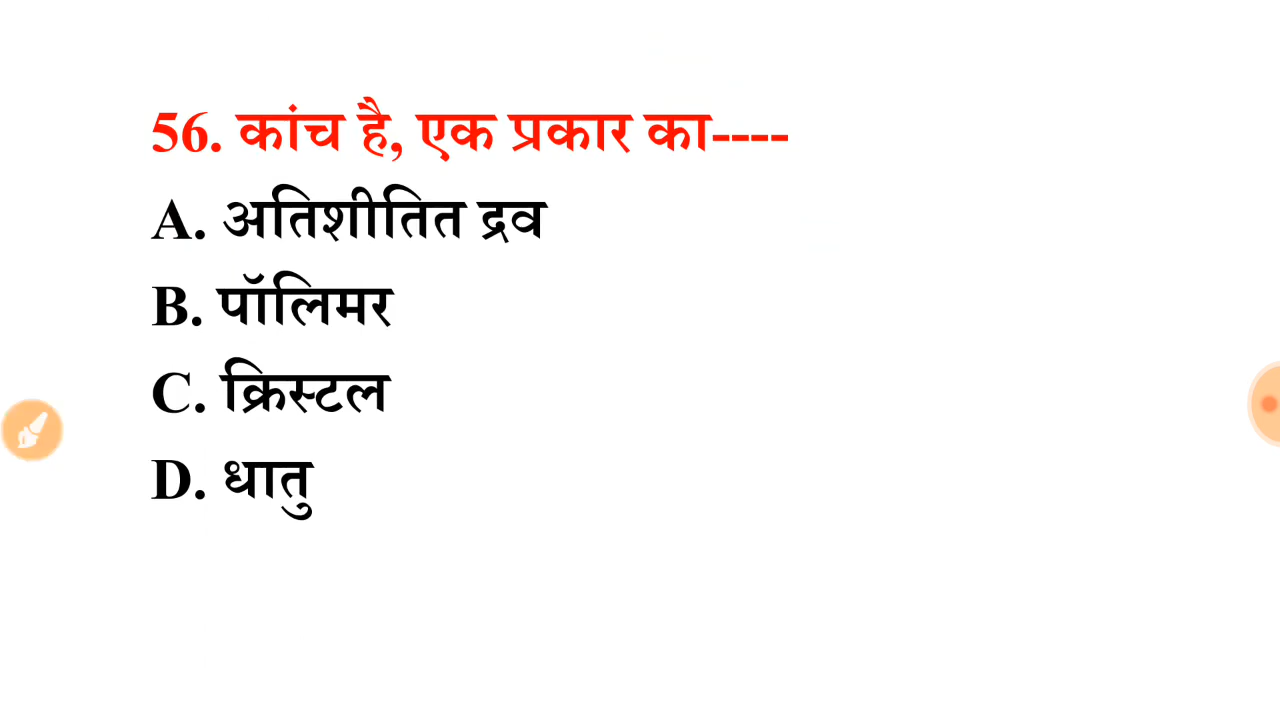 56. कांच है, एक प्रकार का----
A. अतिशीतित द्रव
B. पॉलिमर
C. क्रिस्टल
D. धातु